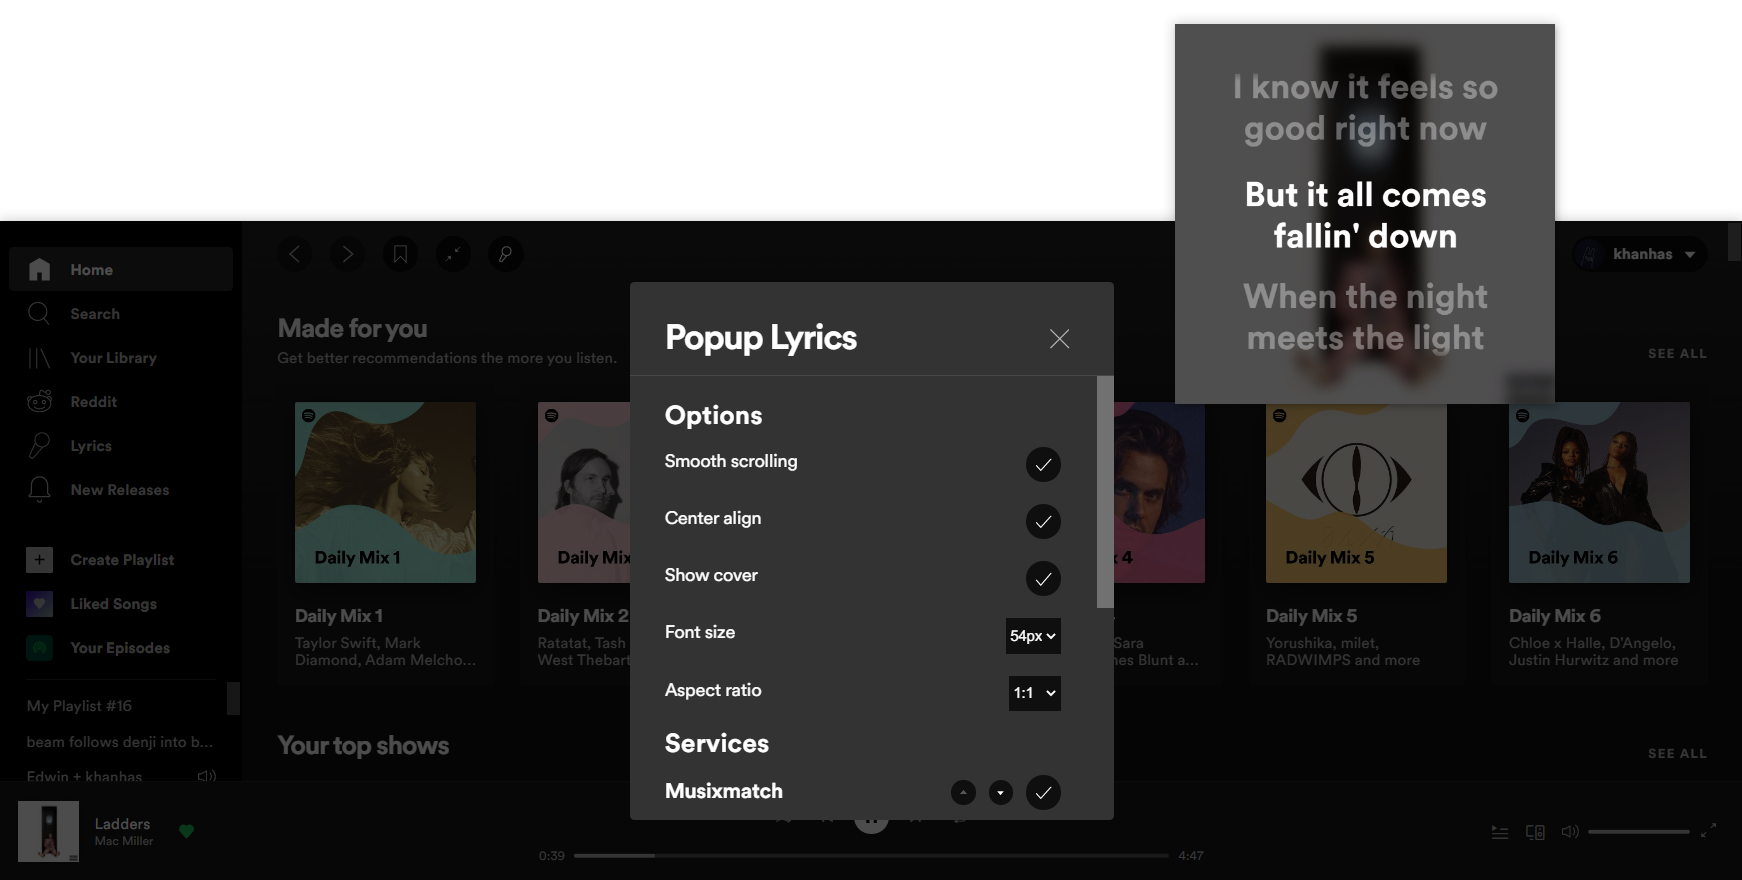 I know it feels so
good right now
But it all comes
fallin' down
When the night
meets the light
khanhas
Home
Search
Your Library
Reddit
Lyrics
New Releases
Create Playlist
Liked Songs
Your Episodes
My Playlist #16
beam follows denji into b...
Edwin + khanhas
Made for you
Get better recommendations the more you listen.
SEE ALL
Daily Mix 1
Daily Mix 1
Taylor Swift, Mark
Diamond, Adam Melcho...
Daily Mix
Daily Mix 2
Ratatat, Tash
West Thebart
4
Sara
nes Blunt a...
Daily Mix 5
Daily Mix 5
Yorushika, milet,
RADWIMPS and more
Daily Mix 6
Daily Mix 6
Chloe x Halle, D'Angelo,
Justin Hurwitz and more
Your top shows
SEE ALL
Popup Lyrics
Options
Smooth scrolling
Center align
Show cover
Font size
54px
Aspect ratio
1:1
Services
Musixmatch
Ladders
Mac Miller
0:39
4:47